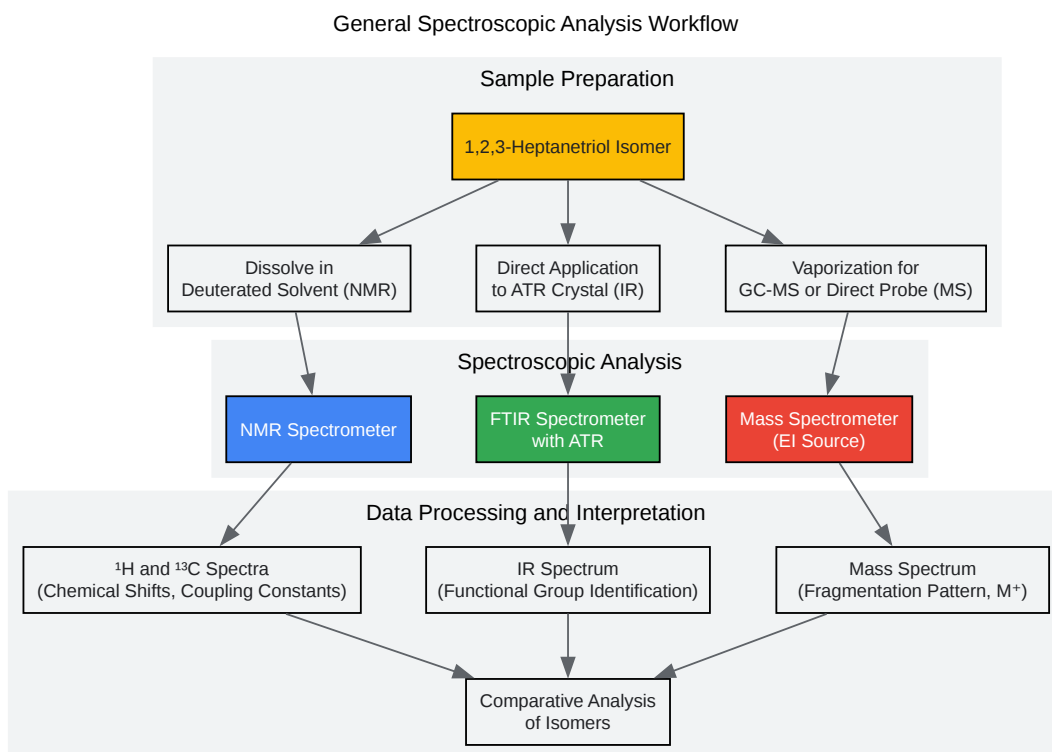 General Spectroscopic Analysis Workflow
Sample Preparation
1,2,3-Heptanetriol Isomer
Dissolve in
Deuterated Solvent (NMR)
Direct Application
to ATR Crystal (IR)
Vaporization for
GC-MS or Direct Probe (MS)
Spectroscopic Analysis
NMR Spectrometer
FTIR Spectrometer
with ATR
Mass Spectrometer
(EI Source)
Data Processing and Interpretation
¹H and ¹³C Spectra
(Chemical Shifts, Coupling Constants)
IR Spectrum
(Functional Group Identification)
Mass Spectrum
(Fragmentation Pattern, M⁺)
Comparative Analysis
of Isomers